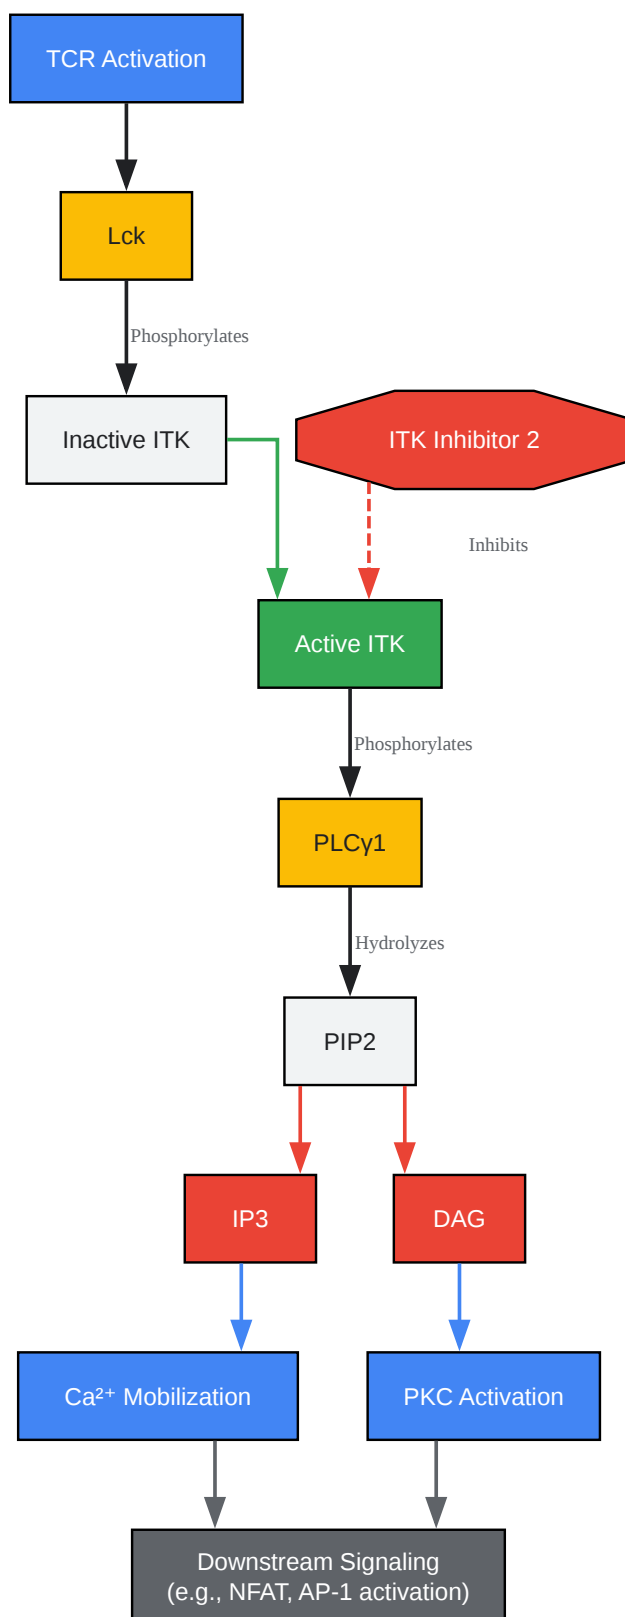 TCR Activation
Lck
Phosphorylates
Inactive ITK
ITK Inhibitor 2
Inhibits
Active ITK
Phosphorylates
PLCγ1
Hydrolyzes
PIP2
IP3
DAG
Ca²⁺ Mobilization
PKC Activation
Downstream Signaling
(e.g., NFAT, AP-1 activation)